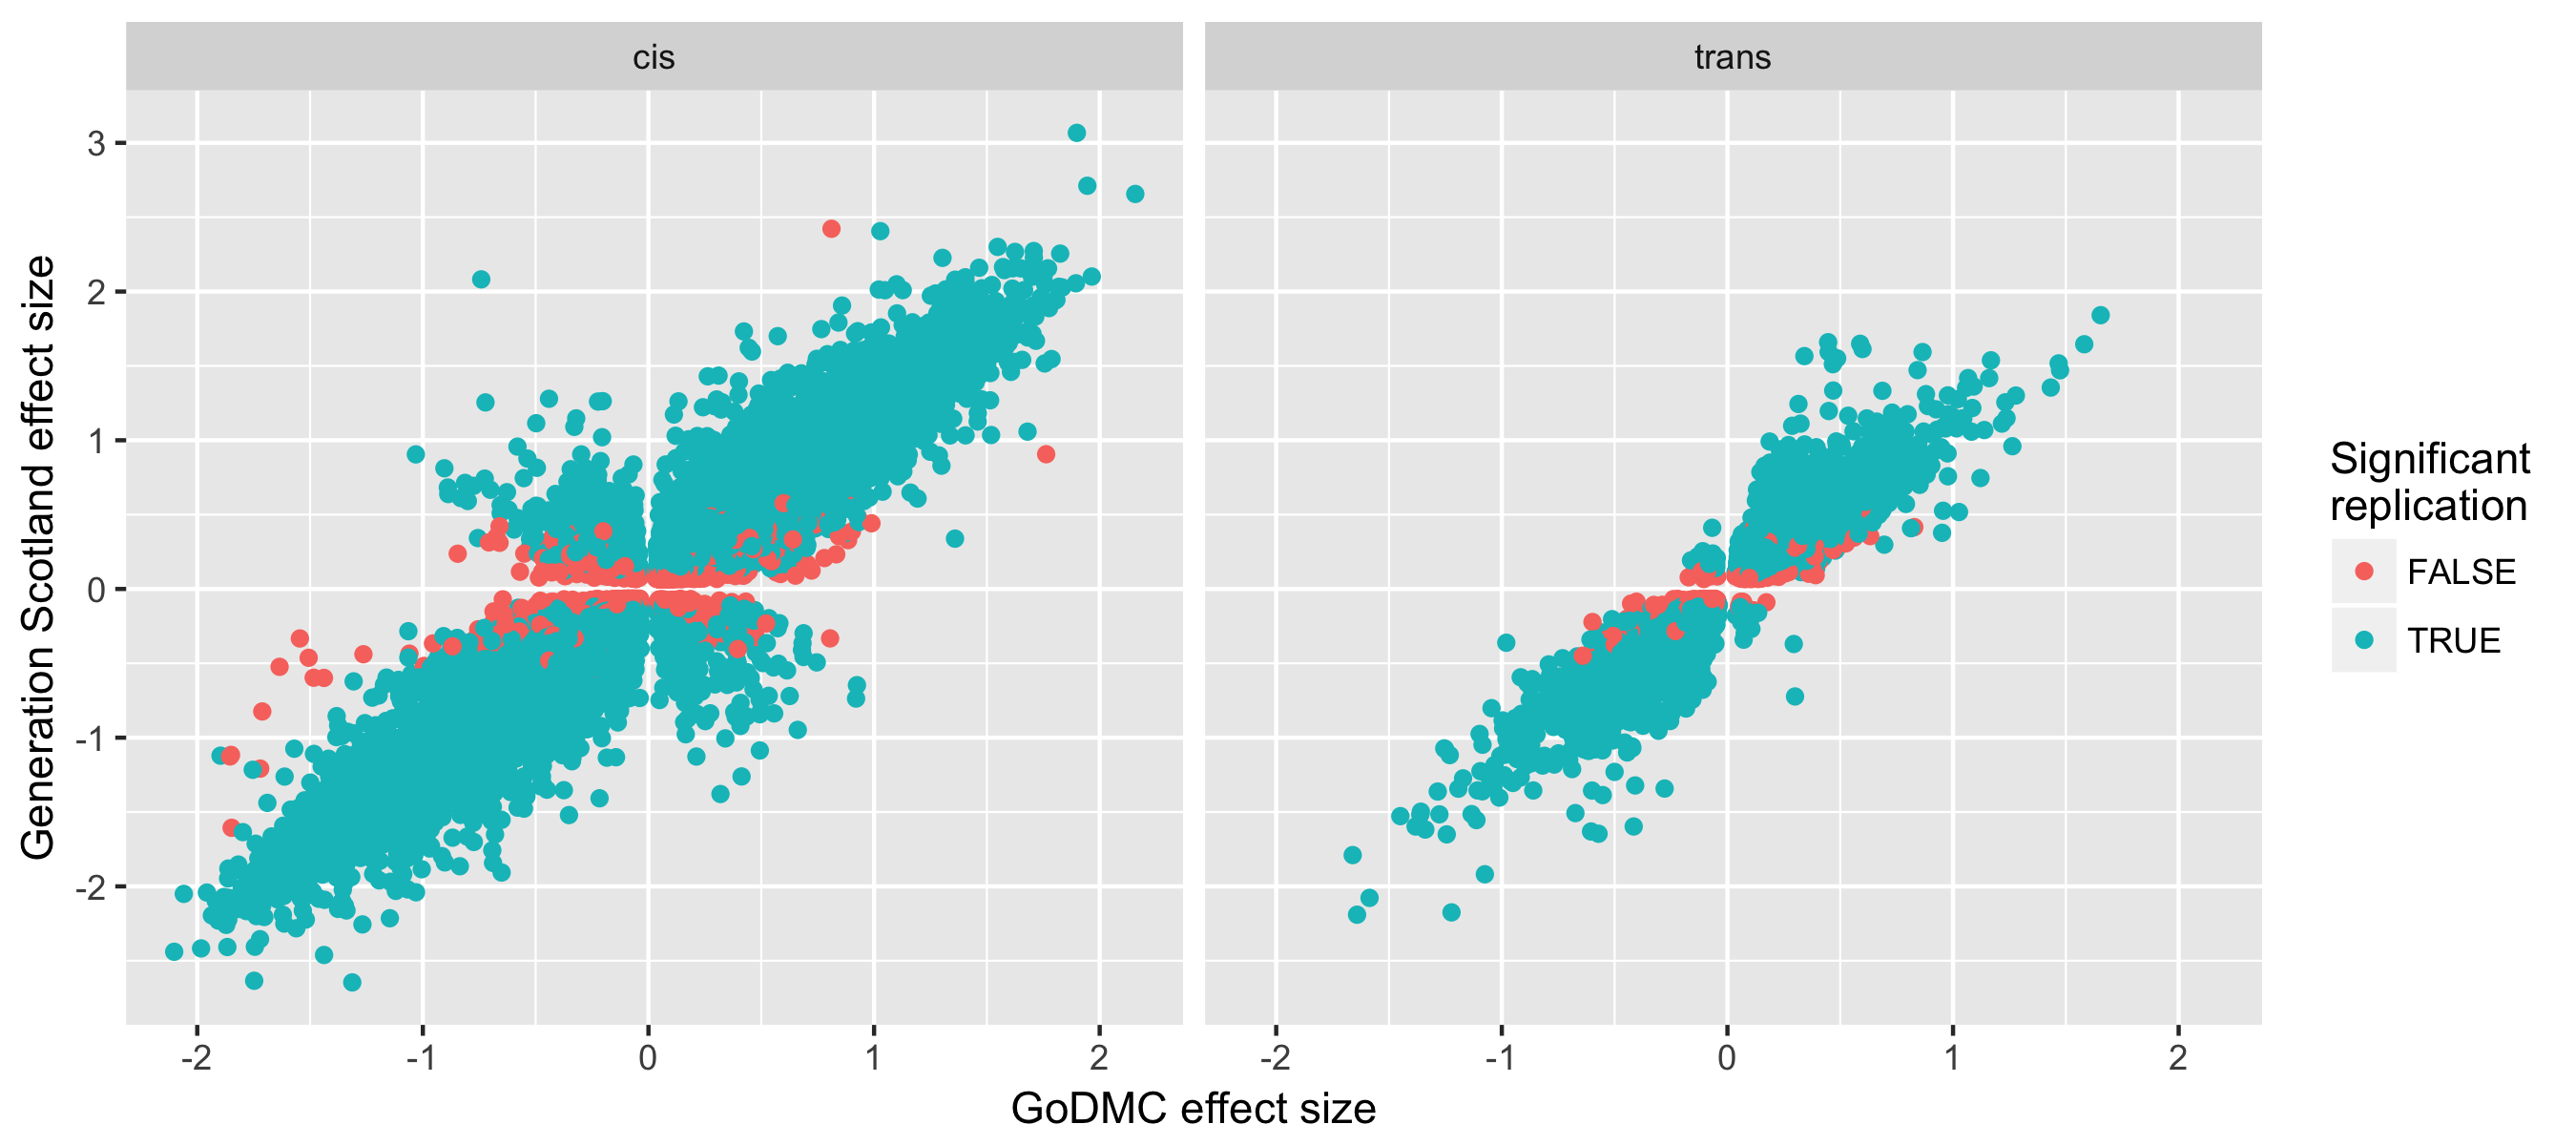 cis
trans
3
2
1
0
-1
-2
Generation Scotland effect size
-2
-1
0
1
2
-2
-1
0
1
2
GoDMC effect size
Significant
replication
FALSE
TRUE